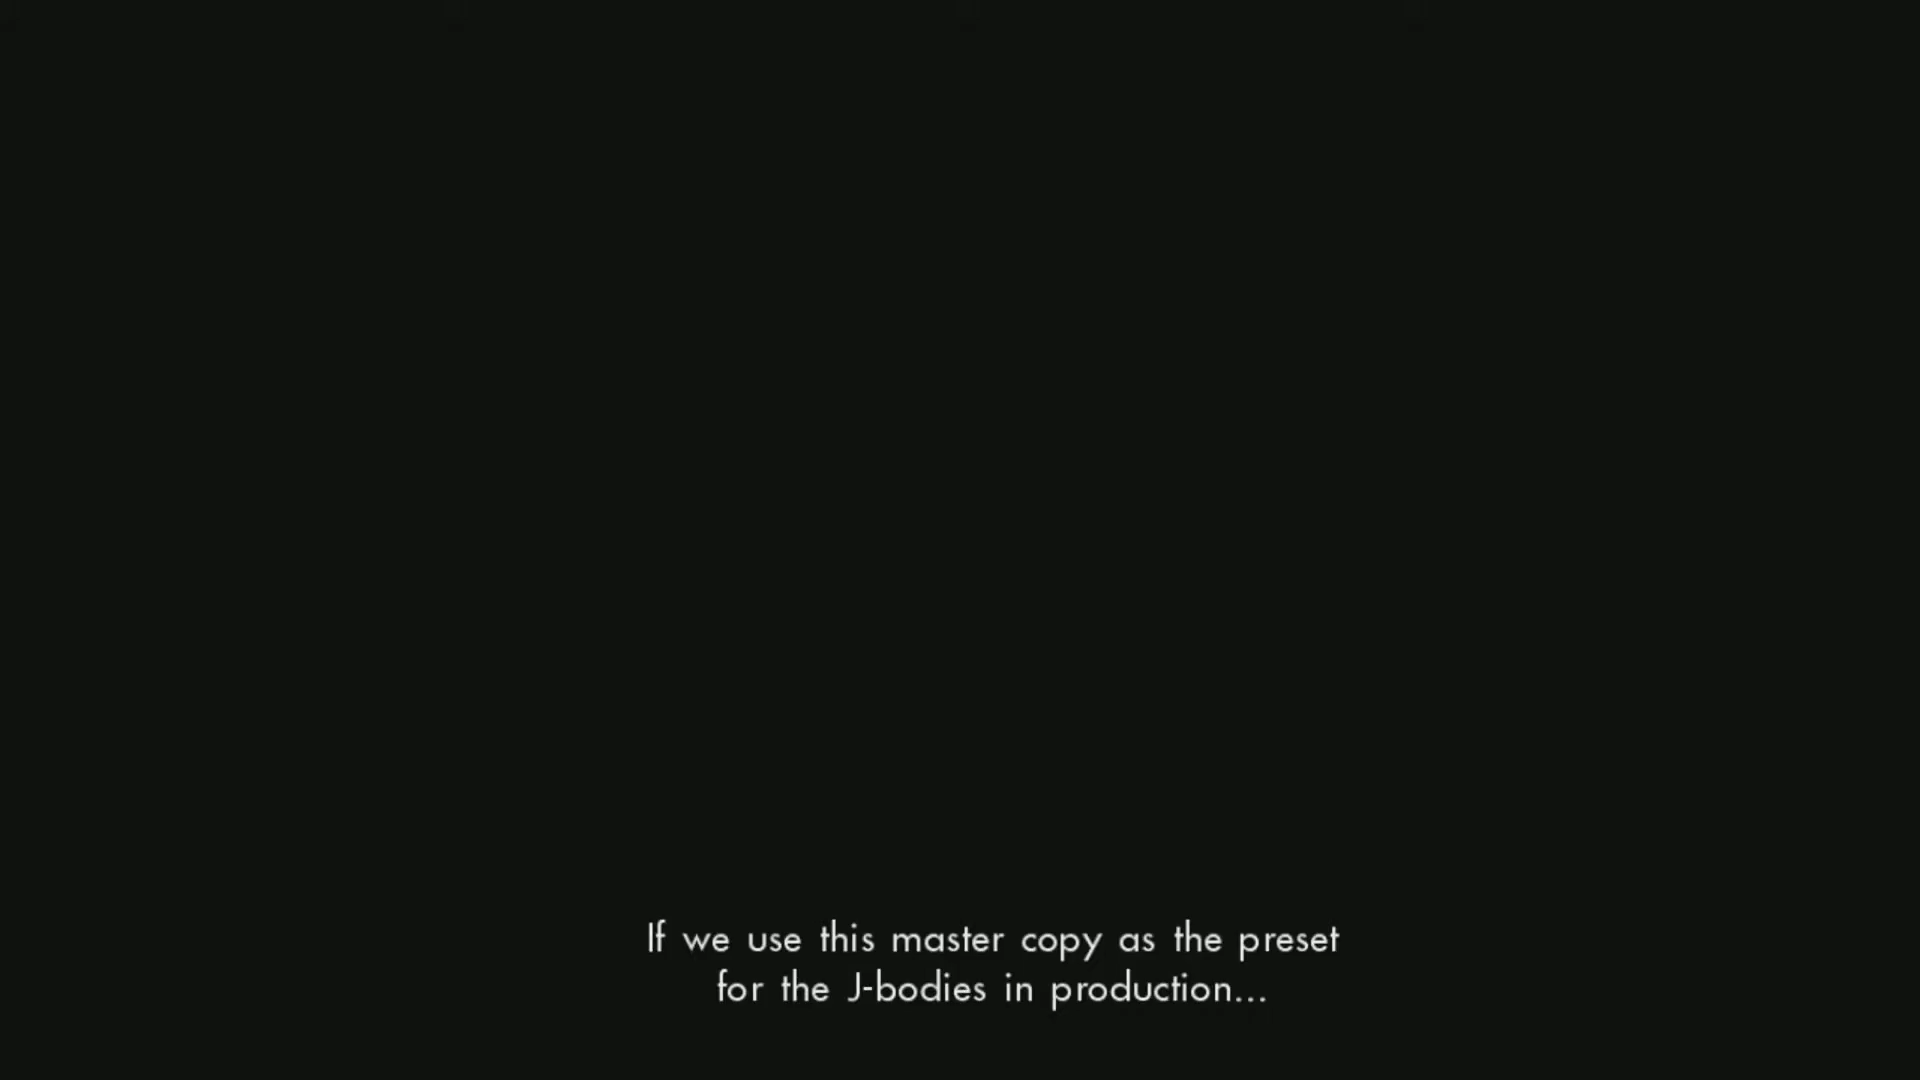 If we use this master copy as the preset
for the J-bodies in production...